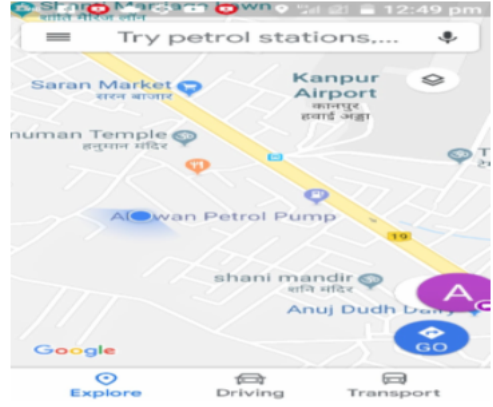 12:49 pm
शांति मैरिज लॉन
Try petrol stations,...
Saran Market
सरन बाजार
Kanpur
Airport
कानपुर
हवाई अड्डा
numan Temple
हनुमान मंदिर
Petrol Pump
19
shani mandir
शनि मंदिर
Anuj Dudh Dairy
A
GO
Google
Explore Driving Transport